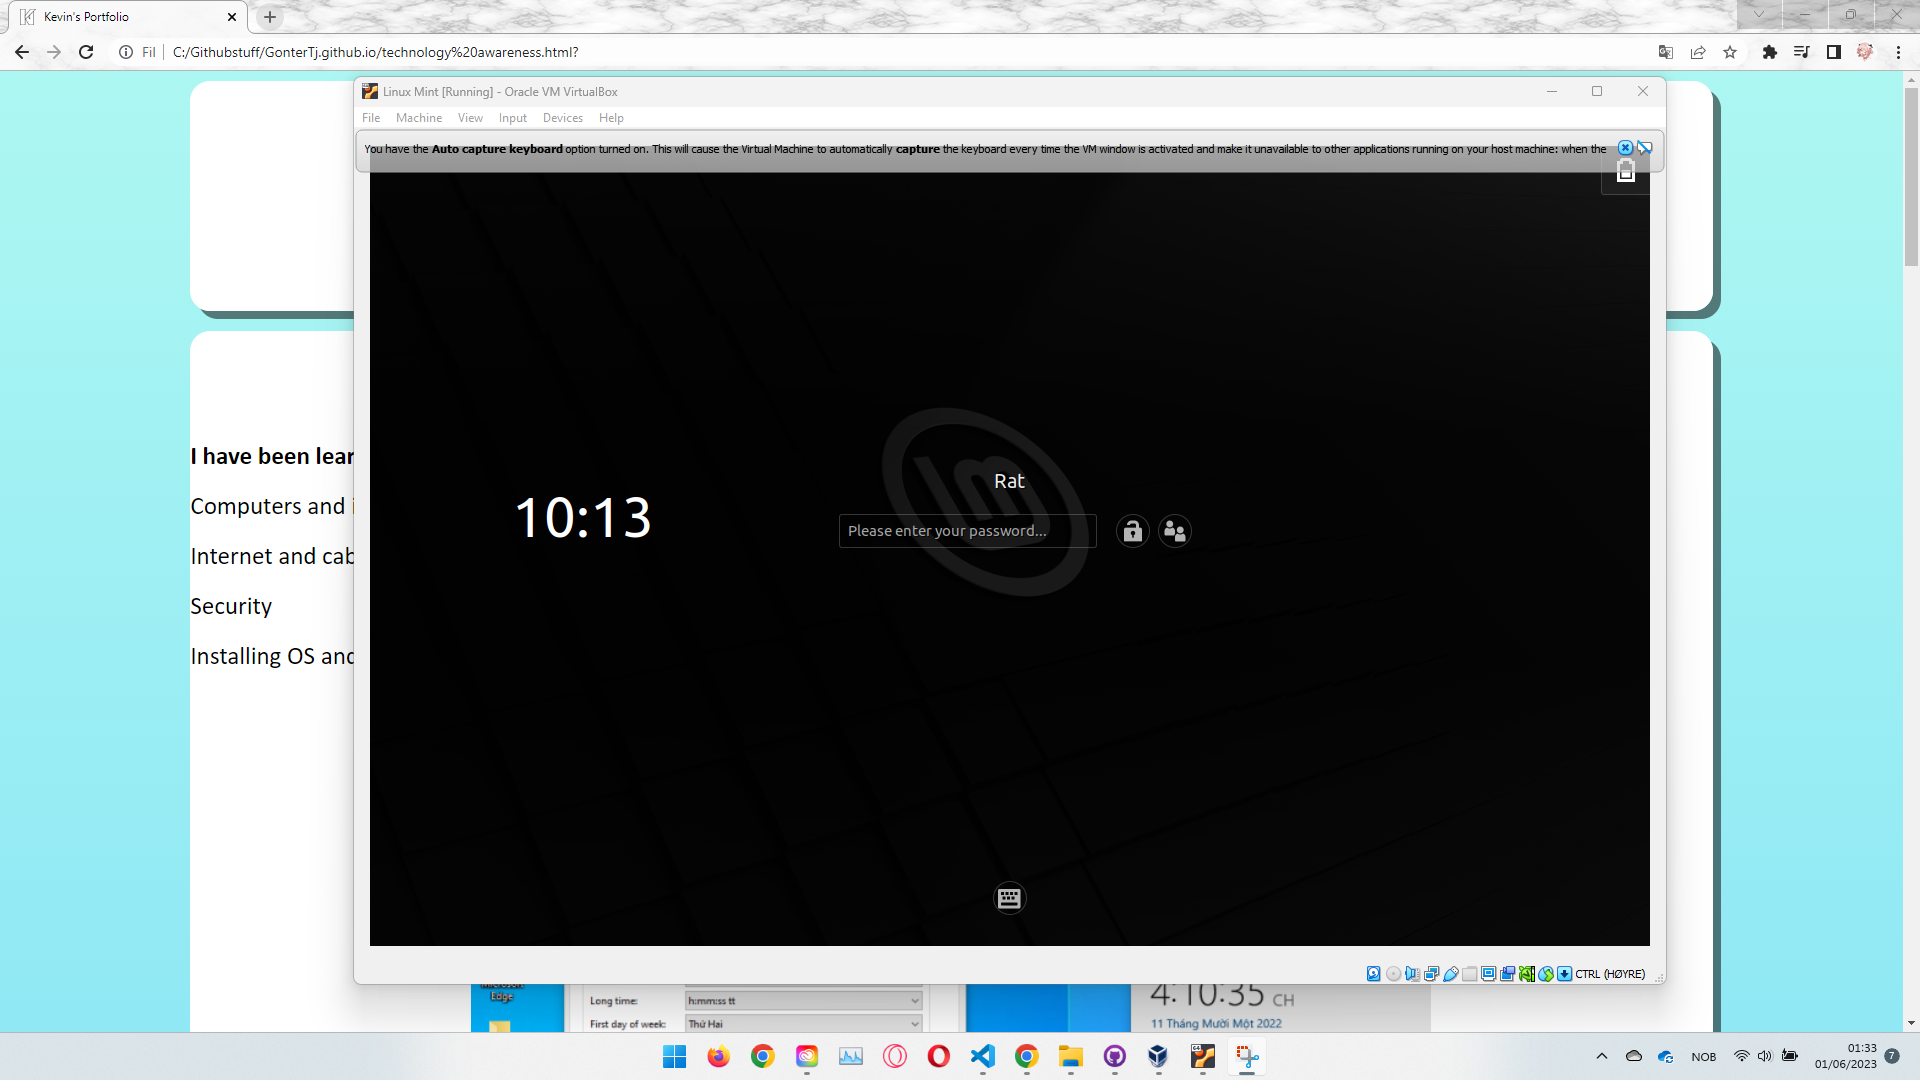 Kevin's Portfolio
Fil
C:/Githubstuff/GonterTj.github.io/technology%20awareness.html?
Linux Mint [Running] - Oracle VM VirtualBox
File Machine View Input Devices Help
You have the Auto capture keyboard option turned on. This will cause the Virtual Machine to automatically capture the keyboard every time the VM window is activated and make it unavailable to other applications running on your host machine: when the
10:13
Rat
Please enter your password...
I have been lear
Computers and i
Internet and cab
Security
Installing OS and
CTRL (HØYRE)
Edge
Long time: h:mm:ss tt
First day of week: Thứ Hai
4:10:35 CH
11 Tháng Mười Một 2022
64
NOB
01:33
01/06/2023
7